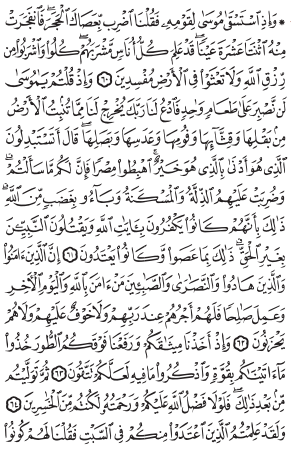 ۞ وَإِذِ ٱسْتَسْقَىٰ مُوسَىٰ لِقَوْمِهِۦ فَقُلْنَا ٱضْرِب بِّعَصَاكَ ٱلْحَجَرَ ۖ فَٱنفَجَرَتْ
مِنْهُ ٱثْنَتَا عَشْرَةَ عَيْنًا ۖ قَدْ عَلِمَ كُلُّ أُنَاسٍ مَّشْرَبَهُمْ ۖ كُلُوا۟ وَٱشْرَبُوا۟ مِن
رِّزْقِ ٱللَّهِ وَلَا تَعْثَوْا۟ فِى ٱلْأَرْضِ مُفْسِدِينَ ٦٠ وَإِذْ قُلْتُمْ يَٰمُوسَىٰ
لَن نَّصْبِرَ عَلَىٰ طَعَامٍ وَٰحِدٍ فَٱدْعُ لَنَا رَبَّكَ يُخْرِجْ لَنَا مِمَّا تُنۢبِتُ ٱلْأَرْضُ
مِنۢ بَقْلِهَا وَقِثَّآئِهَا وَفُومِهَا وَعَدَسِهَا وَبَصَلِهَا ۖ قَالَ أَتَسْتَبْدِلُونَ
ٱلَّذِى هُوَ أَدْنَىٰ بِٱلَّذِى هُوَ خَيْرٌ ۚ ٱهْبِطُوا۟ مِصْرًا فَإِنَّ لَكُم مَّا سَأَلْتُمْ ۗ
وَضُرِبَتْ عَلَيْهِمُ ٱلذِّلَّةُ وَٱلْمَسْكَنَةُ وَبَآءُو بِغَضَبٍ مِّنَ ٱللَّهِ ۗ
ذَٰلِكَ بِأَنَّهُمْ كَانُوا۟ يَكْفُرُونَ بِـَٔايَٰتِ ٱللَّهِ وَيَقْتُلُونَ ٱلنَّبِيِّـۧنَ
بِغَيْرِ ٱلْحَقِّ ۗ ذَٰلِكَ بِمَا عَصَوا۟ وَّكَانُوا۟ يَعْتَدُونَ ٦١ إِنَّ ٱلَّذِينَ ءَامَنُوا۟
وَٱلَّذِينَ هَادُوا۟ وَٱلنَّصَٰرَىٰ وَٱلصَّٰبِـِٔينَ مَنْ ءَامَنَ بِٱللَّهِ وَٱلْيَوْمِ ٱلْـَٔاخِرِ
وَعَمِلَ صَٰلِحًا فَلَهُمْ أَجْرُهُمْ عِندَ رَبِّهِمْ وَلَا خَوْفٌ عَلَيْهِمْ وَلَا هُمْ
يَحْزَنُونَ ٦٢ وَإِذْ أَخَذْنَا مِيثَٰقَكُمْ وَرَفَعْنَا فَوْقَكُمُ ٱلطُّورَ خُذُوا۟
مَآ ءَاتَيْنَٰكُم بِقُوَّةٍ وَٱذْكُرُوا۟ مَا فِيهِ لَعَلَّكُمْ تَتَّقُونَ ٦٣ ثُمَّ تَوَلَّيْتُم
مِّنۢ بَعْدِ ذَٰلِكَ ۖ فَلَوْلَا فَضْلُ ٱللَّهِ عَلَيْكُمْ وَرَحْمَتُهُۥ لَكُنتُم مِّنَ ٱلْخَٰسِرِينَ ٦٤
وَلَقَدْ عَلِمْتُمُ ٱلَّذِينَ ٱعْتَدَوْا۟ مِنكُمْ فِى ٱلسَّبْتِ فَقُلْنَا لَهُمْ كُونُوا۟